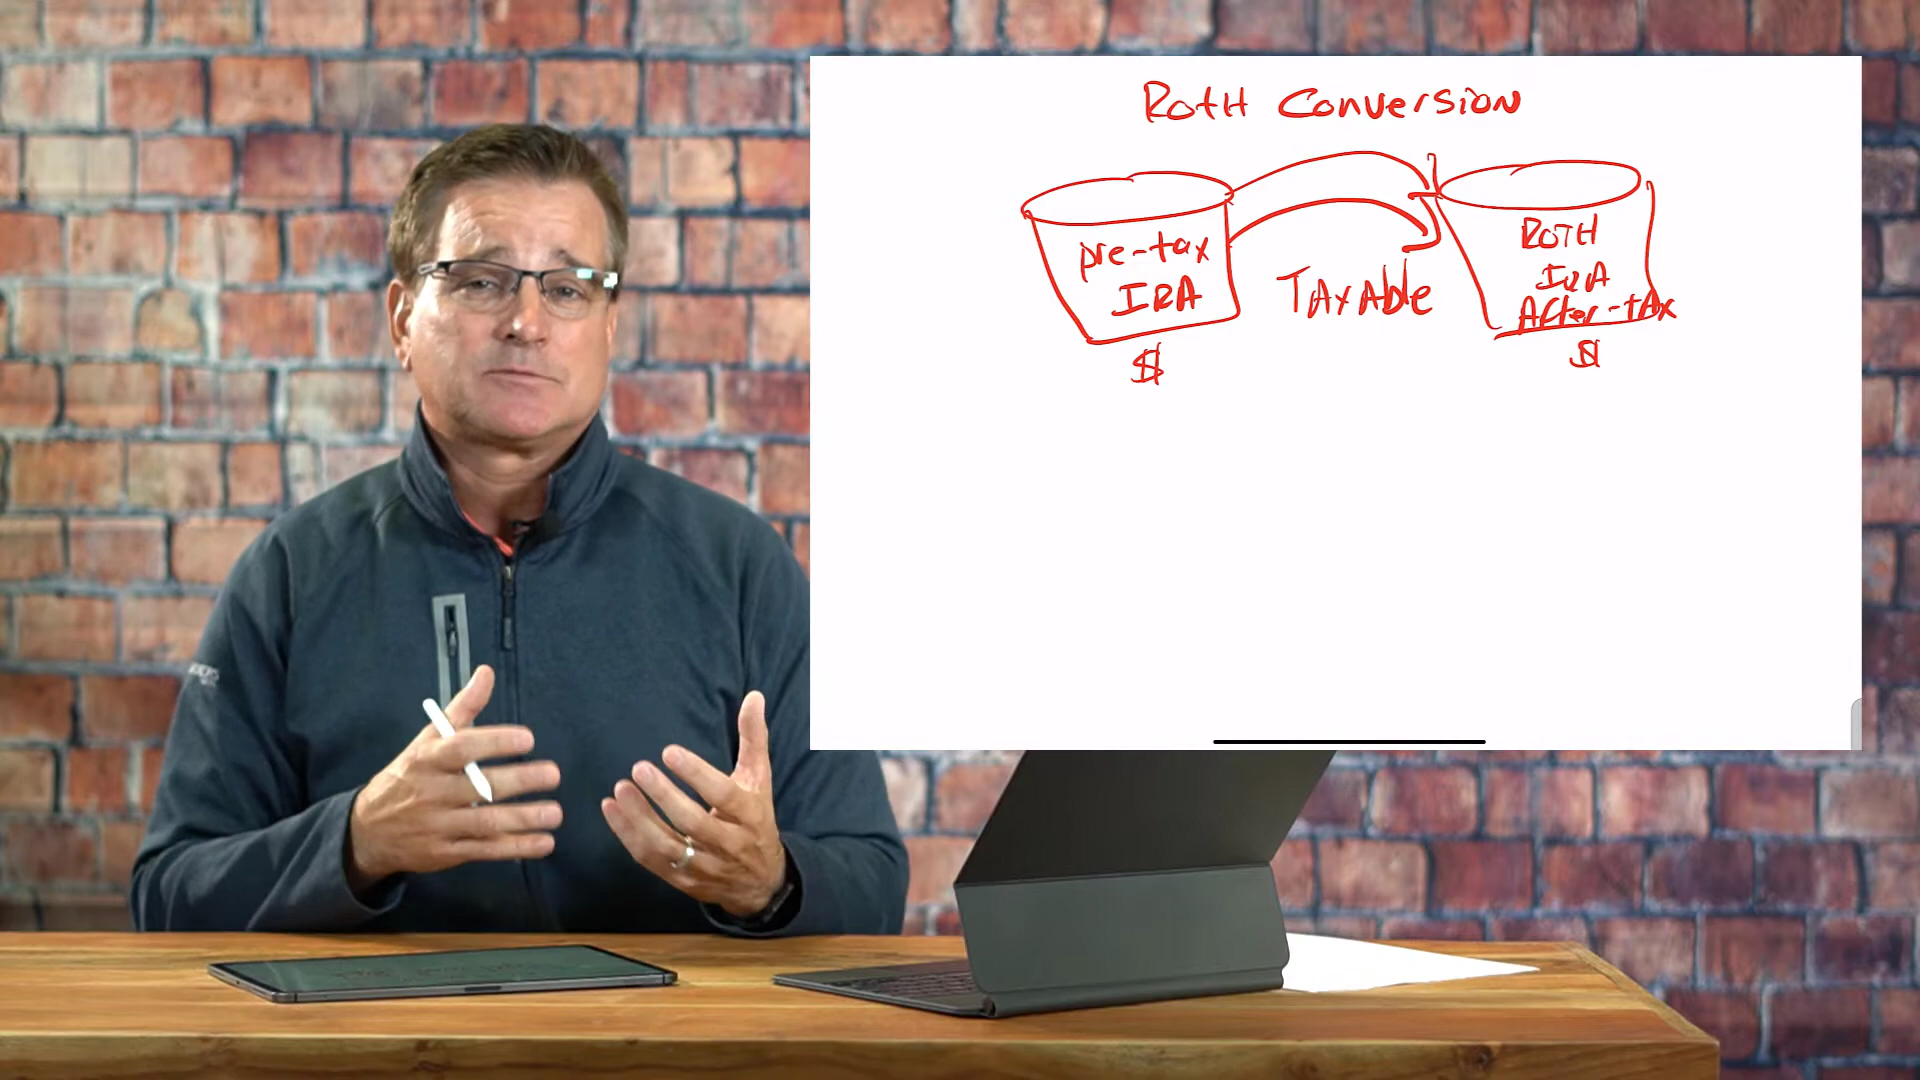 RotH Conversion
pre-tax
IRA
$
TAxAble
ROTH
IRA
After-tAx
$